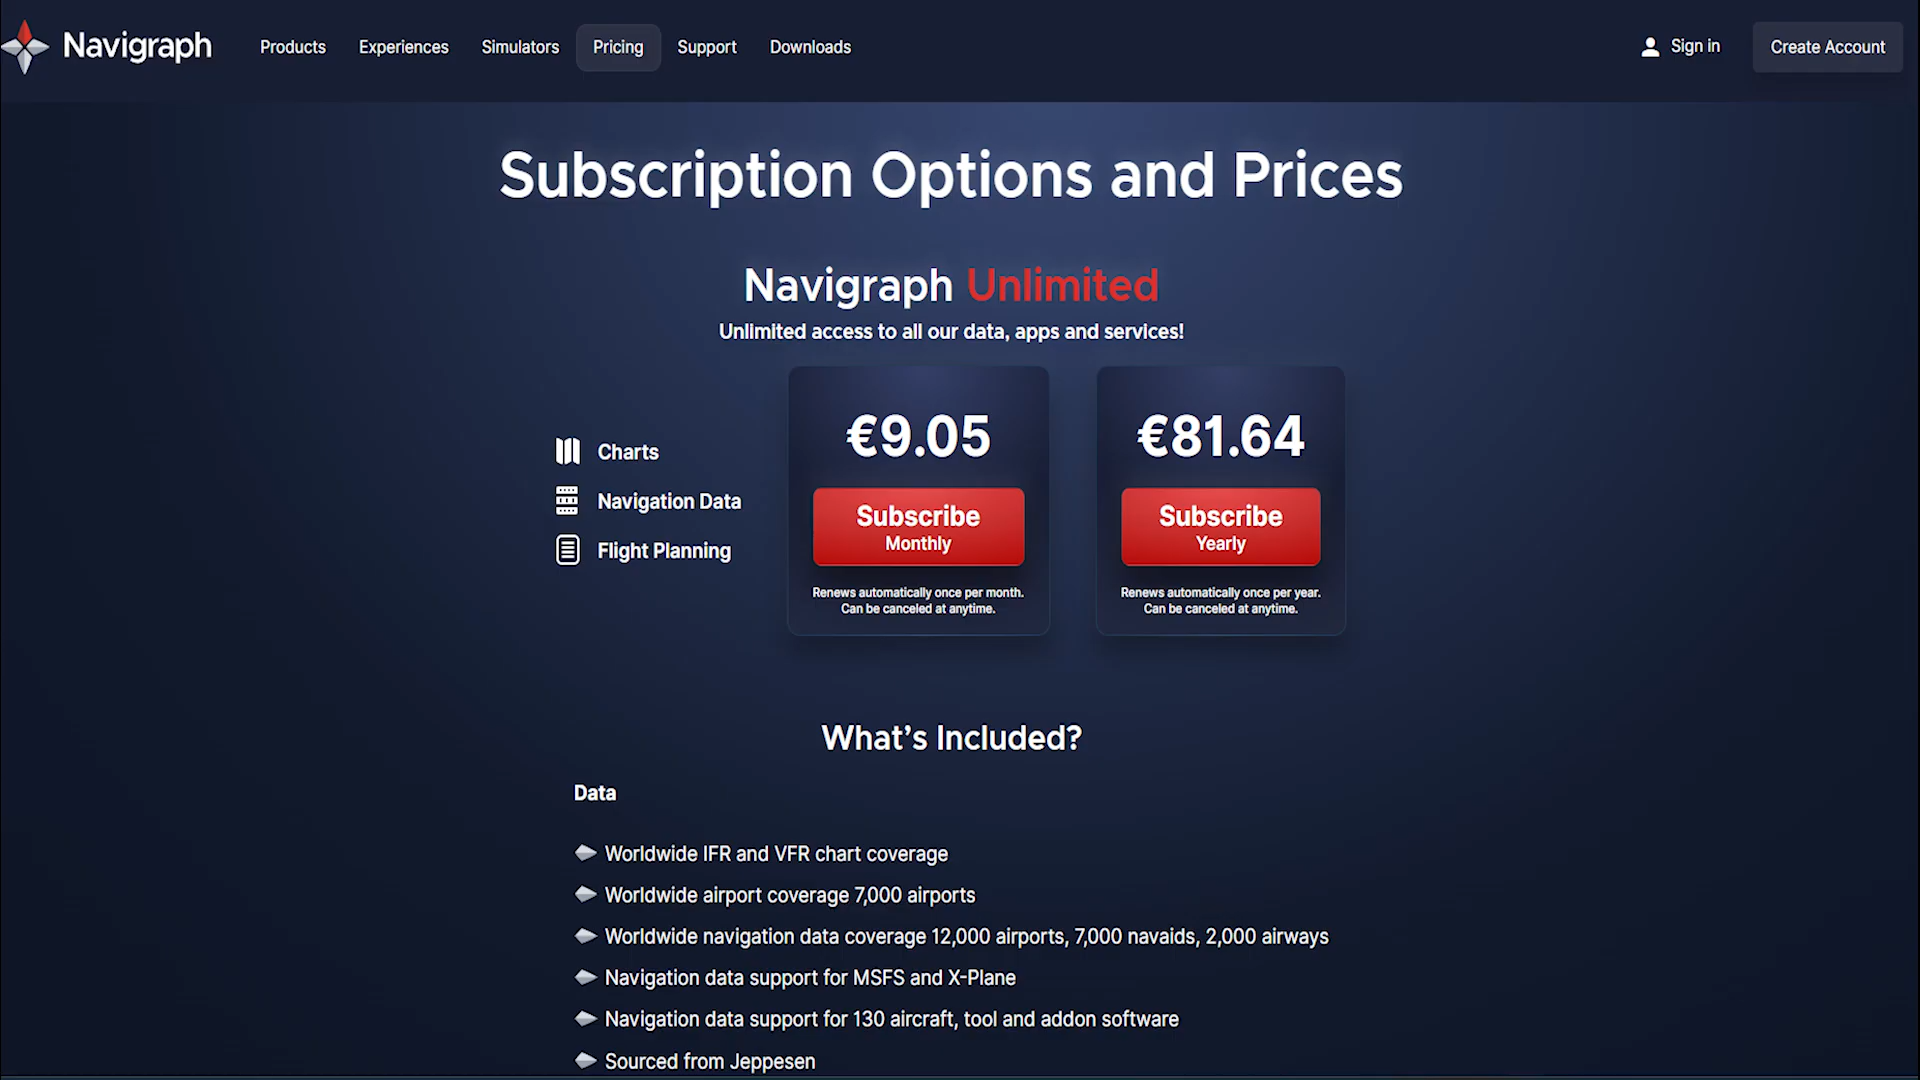 Navigraph
Products
Experiences
Simulators
Pricing
Support
Downloads
Sign in
Create Account
Subscription Options and Prices
Navigraph Unlimited
Unlimited access to all our data, apps and services!
Charts
Navigation Data
Flight Planning
€9.05
Subscribe
Monthly
Renews automatically once per month.
Can be canceled at anytime.
€81.64
Subscribe
Yearly
Renews automatically once per year.
Can be canceled at anytime.
What’s Included?
Data
Worldwide IFR and VFR chart coverage
Worldwide airport coverage 7,000 airports
Worldwide navigation data coverage 12,000 airports, 7,000 navaids, 2,000 airways
Navigation data support for MSFS and X-Plane
Navigation data support for 130 aircraft, tool and addon software
Sourced from Jeppesen